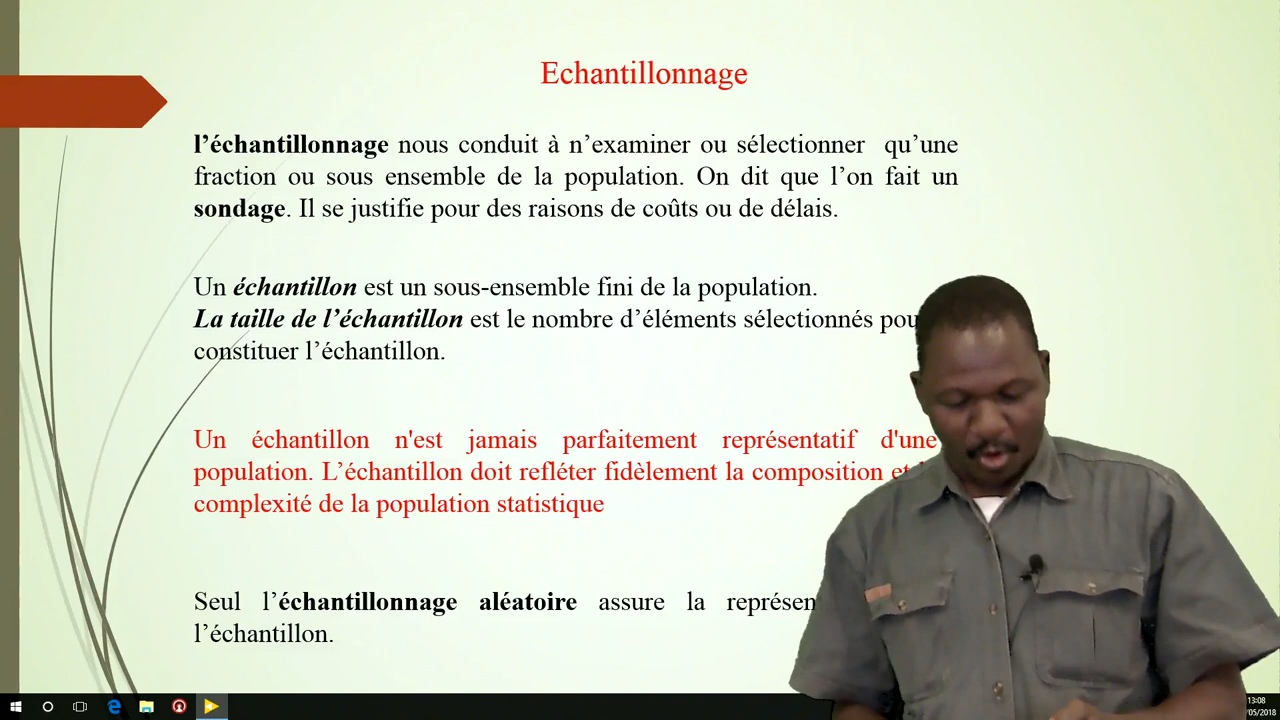 Echantillonnage
l’échantillonnage nous conduit à n’examiner ou sélectionner qu’une
fraction ou sous ensemble de la population. On dit que l’on fait un
sondage. Il se justifie pour des raisons de coûts ou de délais.
Un échantillon est un sous-ensemble fini de la population.
La taille de l’échantillon est le nombre d’éléments sélectionnés
constituer l’échantillon.
Un échantillon n'est jamais parfaitement représentatif d'une
population. L’échantillon doit refléter fidèlement la composition et
complexité de la population statistique
Seul l’échantillonnage aléatoire assure la
l’échantillon.
13:08
/05/2018